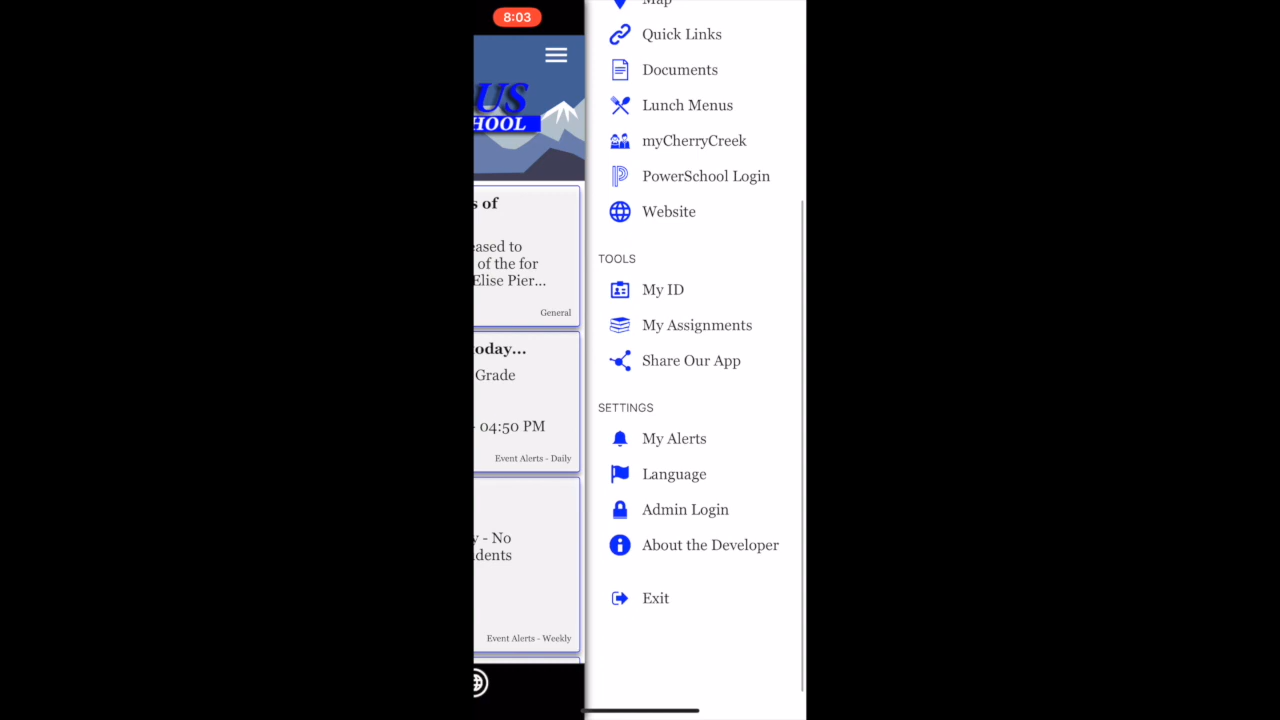 8:03
US
HOOL
s of
eased to
of the for
Elise Pier...
General
today...
Grade
- 04:50 PM
Event Alerts - Daily
y - No
dents
Event Alerts - Weekly
Map
Quick Links
Documents
Lunch Menus
myCherryCreek
PowerSchool Login
Website
TOOLS
My ID
My Assignments
Share Our App
SETTINGS
My Alerts
Language
Admin Login
About the Developer
Exit